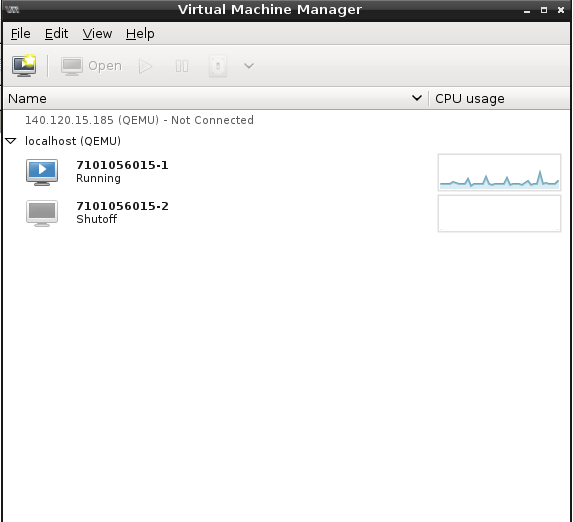 Virtual Machine Manager
File Edit View Help
Open
Name CPU usage
140.120.15.185 (QEMU) - Not Connected
localhost (QEMU)
7101056015-1
Running
7101056015-2
Shutoff